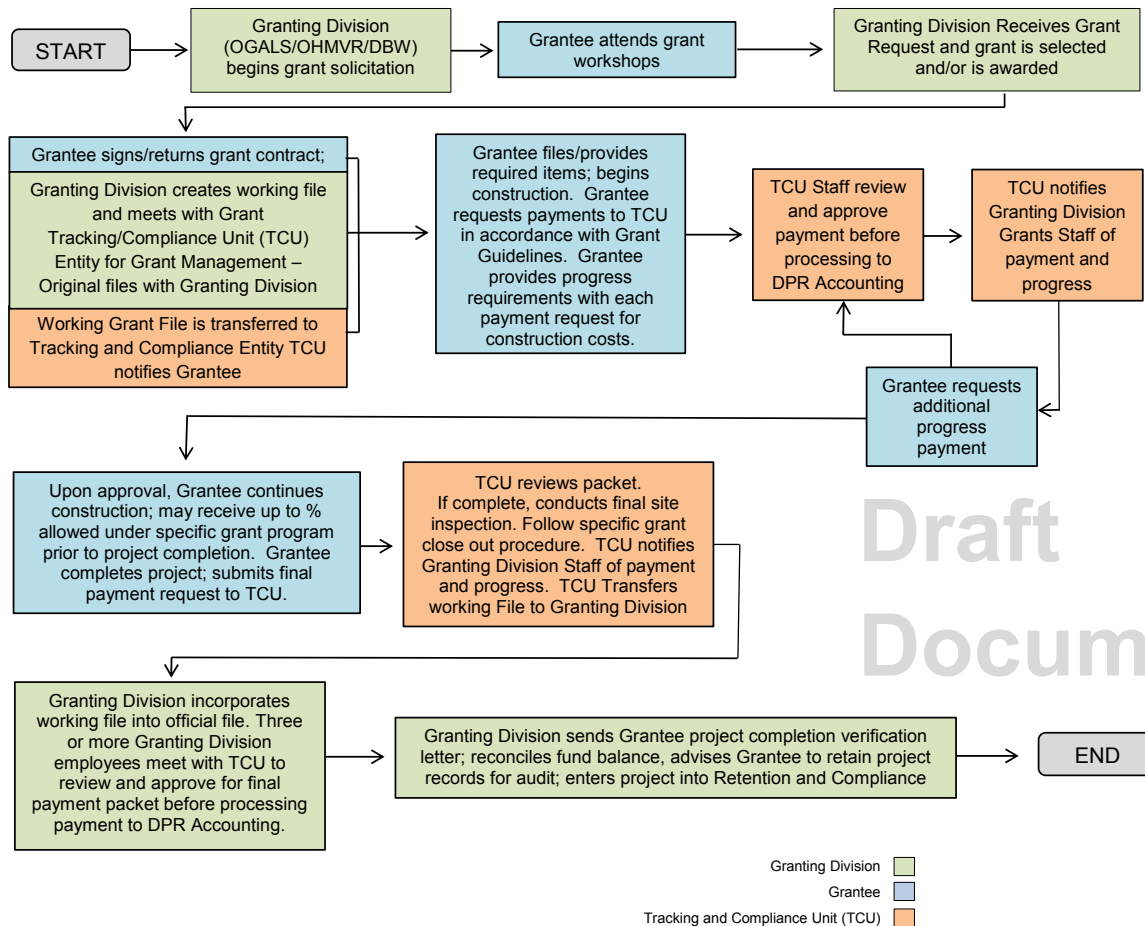 START
Granting Division
(OGALS/OHMVR/DBW)
begins grant solicitation
Grantee attends grant
workshops
Granting Division Receives Grant
Request and grant is selected
and/or is awarded
Grantee signs/returns grant contract;
Granting Division creates working file
and meets with Grant
Tracking/Compliance Unit (TCU)
Entity for Grant Management –
Original files with Granting Division
Working Grant File is transferred to
Tracking and Compliance Entity TCU
notifies Grantee
Grantee files/provides
required items; begins
construction. Grantee
requests payments to TCU
in accordance with Grant
Guidelines. Grantee
provides progress
requirements with each
payment request for
construction costs.
TCU Staff review
and approve
payment before
processing to
DPR Accounting
TCU notifies
Granting Division
Grants Staff of
payment and
progress
Grantee requests
additional
progress
payment
Upon approval, Grantee continues
construction; may receive up to %
allowed under specific grant program
prior to project completion. Grantee
completes project; submits final
payment request to TCU.
TCU reviews packet.
If complete, conducts final site
inspection. Follow specific grant
close out procedure. TCU notifies
Granting Division Staff of payment
and progress. TCU Transfers
working File to Granting Division
Draft
Docum
Granting Division incorporates
working file into official file. Three
or more Granting Division
employees meet with TCU to
review and approve for final
payment packet before processing
payment to DPR Accounting.
Granting Division sends Grantee project completion verification
letter; reconciles fund balance, advises Grantee to retain project
records for audit; enters project into Retention and Compliance
END
Granting Division
Grantee
Tracking and Compliance Unit (TCU)